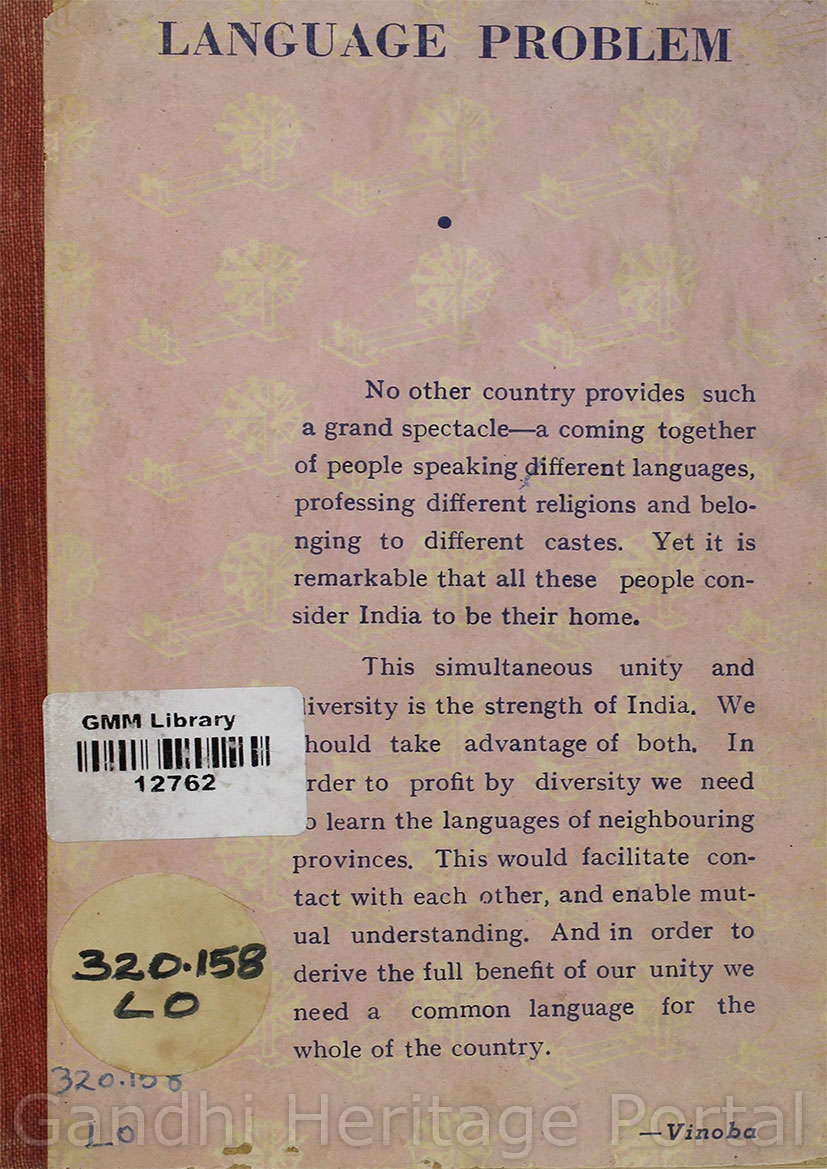 LANGUAGE PROBLEM
No other country provides such
a grand spectacle—a coming together
of people speaking different languages,
professing different religions and belo-
nging to different castes. Yet it is
remarkable that all these people con-
sider India to be their home.
This simultaneous unity and
iversity is the strength of India. We
hould take advantage of both. In
rder to profit by diversity we need
o learn the languages of neighbouring
provinces. This would facilitate con-
tact with each other, and enable mut-
ual understanding. And in order to
derive the full benefit of our unity we
need a common language for the
whole of the country.
—Vinoba
GMM Library
12762
320.158
LO
320.158
LO
Gandhi Heritage Portal